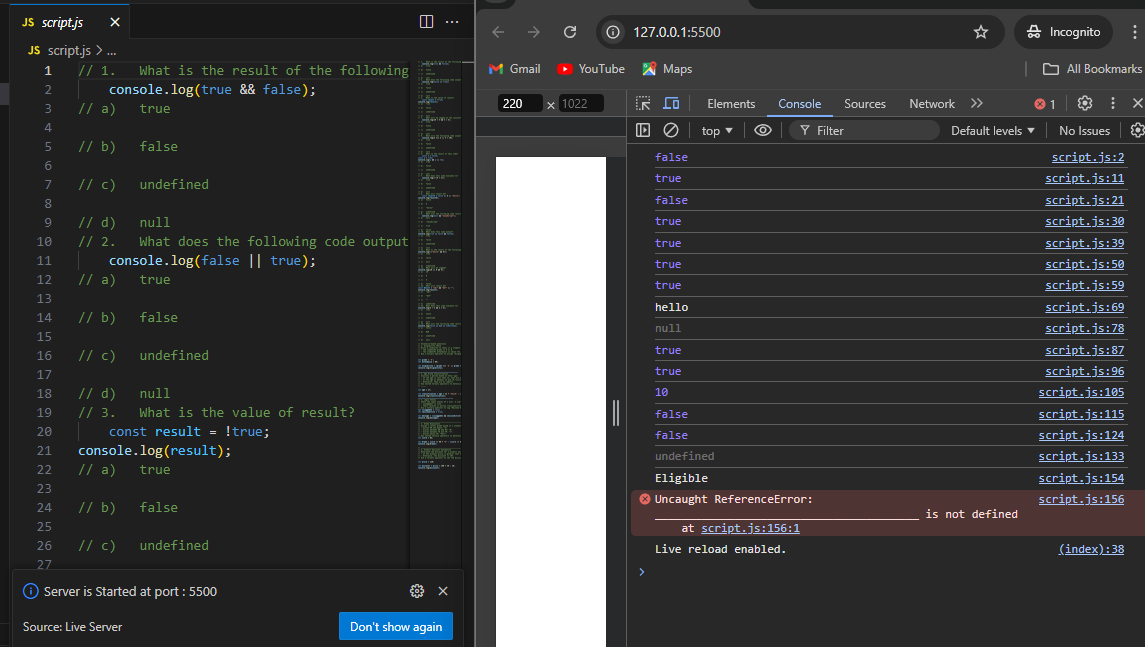 JS script.js
JS script.js > ...
1 // 1. What is the result of the following
2 console.log(true && false);
3 // a) true
4
5 // b) false
6
7 // c) undefined
8
9 // d) null
10 // 2. What does the following code output
11 console.log(false || true);
12 // a) true
13
14 // b) false
15
16 // c) undefined
17
18 // d) null
19 // 3. What is the value of result?
20 const result = !true;
21 console.log(result);
22 // a) true
23
24 // b) false
25
26 // c) undefined
27
Server is Started at port : 5500
Source: Live Server
Don't show again
127.0.0.1:5500
Incognito
Gmail YouTube Maps All Bookmarks
220 x 1022
Elements Console Sources Network 1
top Filter Default levels No Issues
false script.js:2
true script.js:11
false script.js:21
true script.js:30
true script.js:39
true script.js:50
true script.js:59
hello script.js:69
null script.js:78
true script.js:87
true script.js:96
10 script.js:105
false script.js:115
false script.js:124
undefined script.js:133
Eligible script.js:154
Uncaught ReferenceError: script.js:156
___________________________________ is not defined
at script.js:156:1
Live reload enabled. (index):38